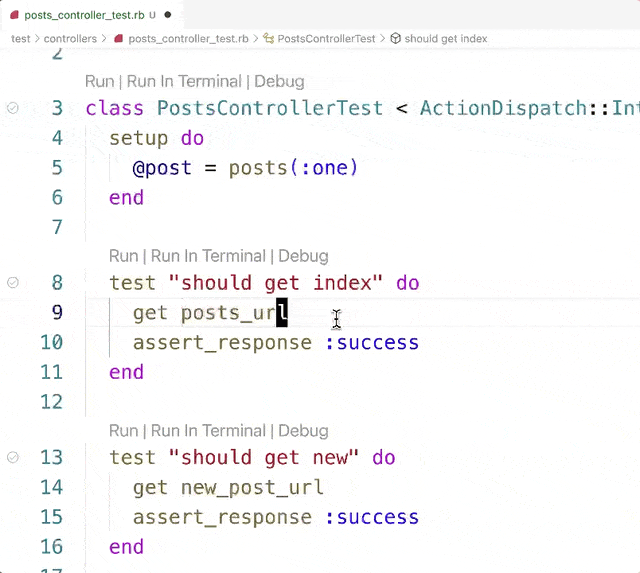 posts_controller_test.rb U
test > controllers > posts_controller_test.rb > PostsControllerTest > should get index
2
Run | Run In Terminal | Debug
3 class PostsControllerTest < ActionDispatch::Int
4 setup do
5 @post = posts(:one)
6 end
7
Run | Run In Terminal | Debug
8 test "should get index" do
9 get posts_url
10 assert_response :success
11 end
12
Run | Run In Terminal | Debug
13 test "should get new" do
14 get new_post_url
15 assert_response :success
16 end
17